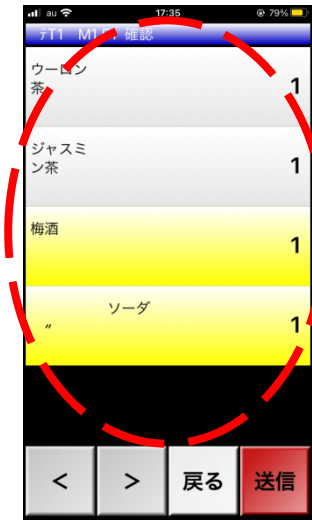 au 17:35 79%
テT1 M1 確認
ウーロン
茶 1
ジャスミ
ン茶 1
梅酒 1
ソーダ
〃 1
< > 戻る 送信